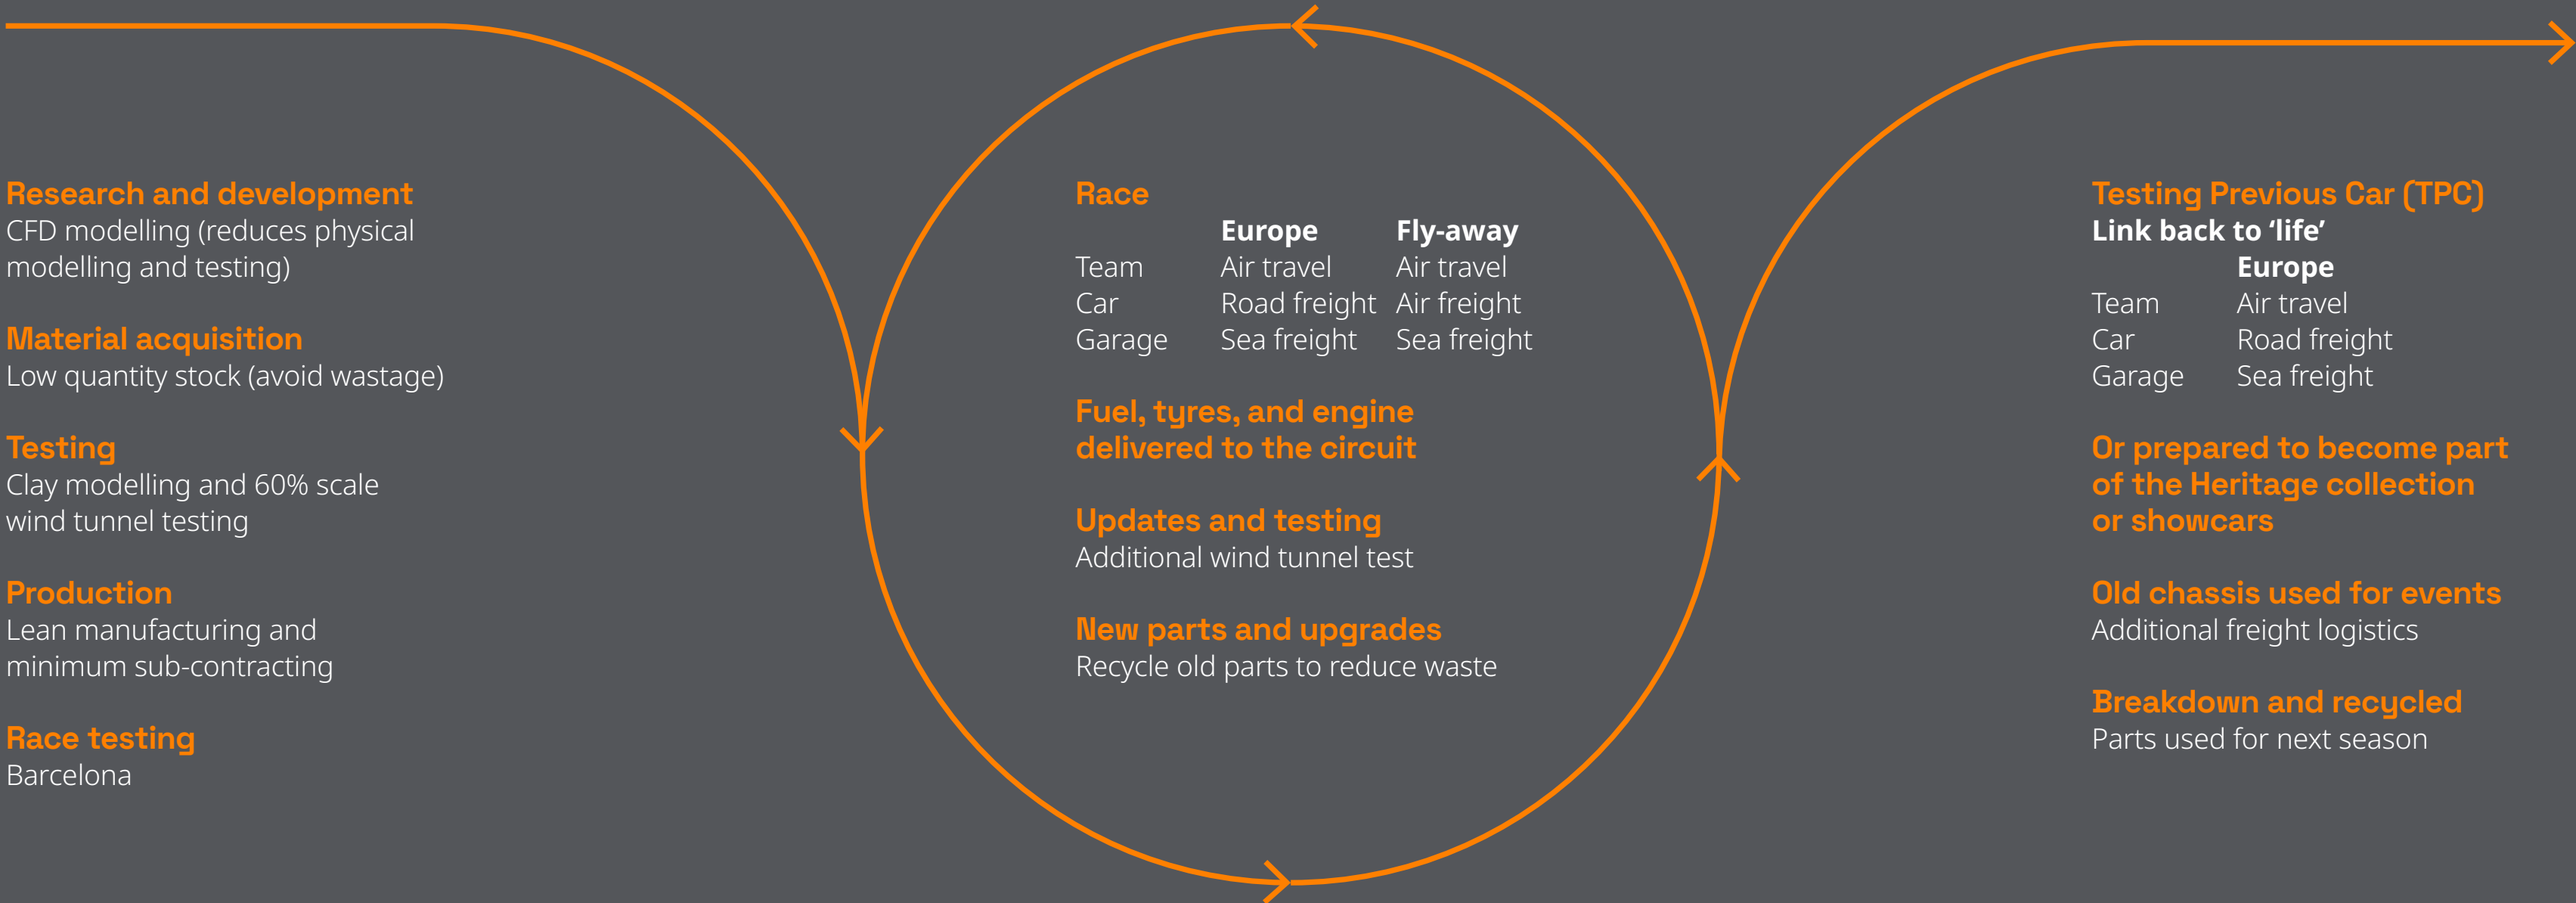 Research and development
CFD modelling (reduces physical
modelling and testing)
Material acquisition
Low quantity stock (avoid wastage)
Testing
Clay modelling and 60% scale
wind tunnel testing
Production
Lean manufacturing and
minimum sub-contracting
Race testing
Barcelona
Race
Europe Fly-away
Team Air travel Air travel
Car Road freight Air freight
Garage Sea freight Sea freight
Fuel, tyres, and engine
delivered to the circuit
Updates and testing
Additional wind tunnel test
New parts and upgrades
Recycle old parts to reduce waste
Testing Previous Car (TPC)
Link back to ‘life’
Europe
Team Air travel
Car Road freight
Garage Sea freight
Or prepared to become part
of the Heritage collection
or showcars
Old chassis used for events
Additional freight logistics
Breakdown and recycled
Parts used for next season